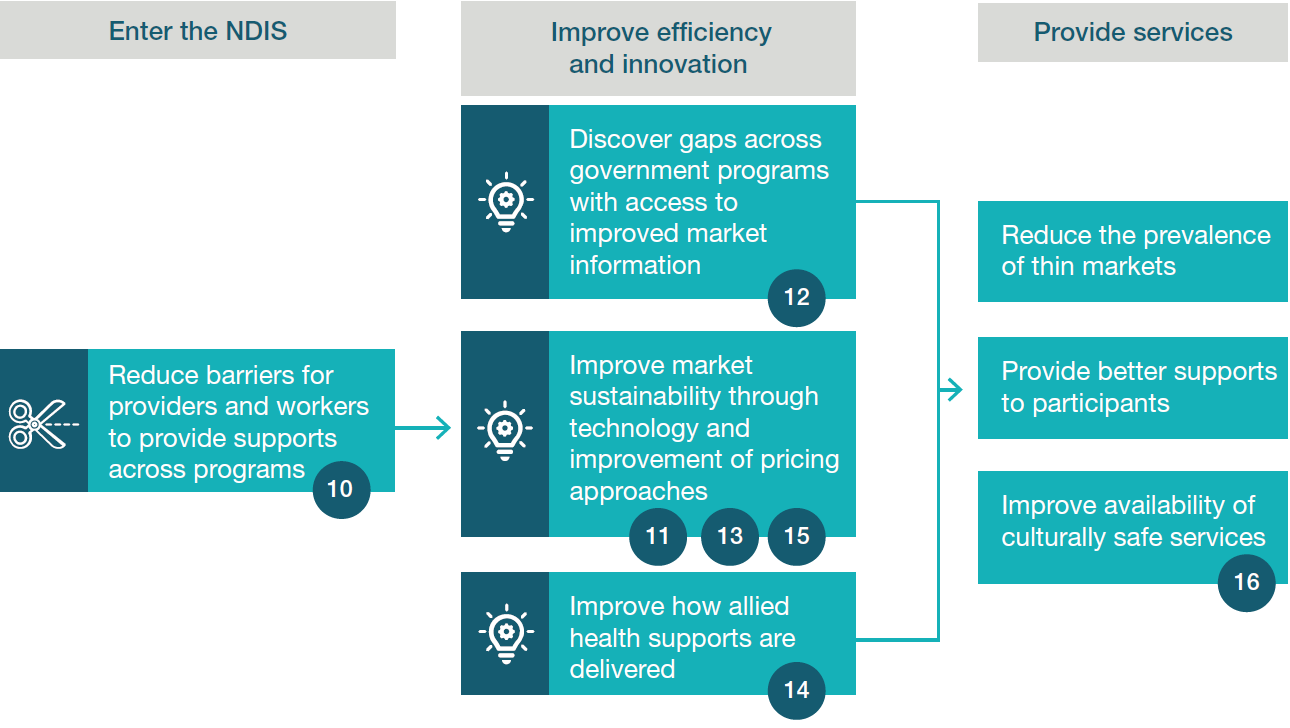 Enter the NDIS
Reduce barriers for
providers and workers
to provide supports
across programs
10
Improve efficiency
and innovation
Discover gaps across
government programs
with access to
improved market
information
12
Improve market
sustainability through
technology and
improvement of pricing
approaches
11 13 15
Improve how allied
health supports are
delivered
14
Provide services
Reduce the prevalence
of thin markets
Provide better supports
to participants
Improve availability of
culturally safe services
16